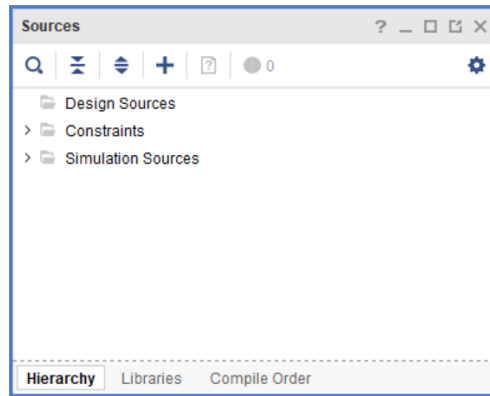 Sources
? 0
Design Sources
Constraints
Simulation Sources
Hierarchy Libraries Compile Order